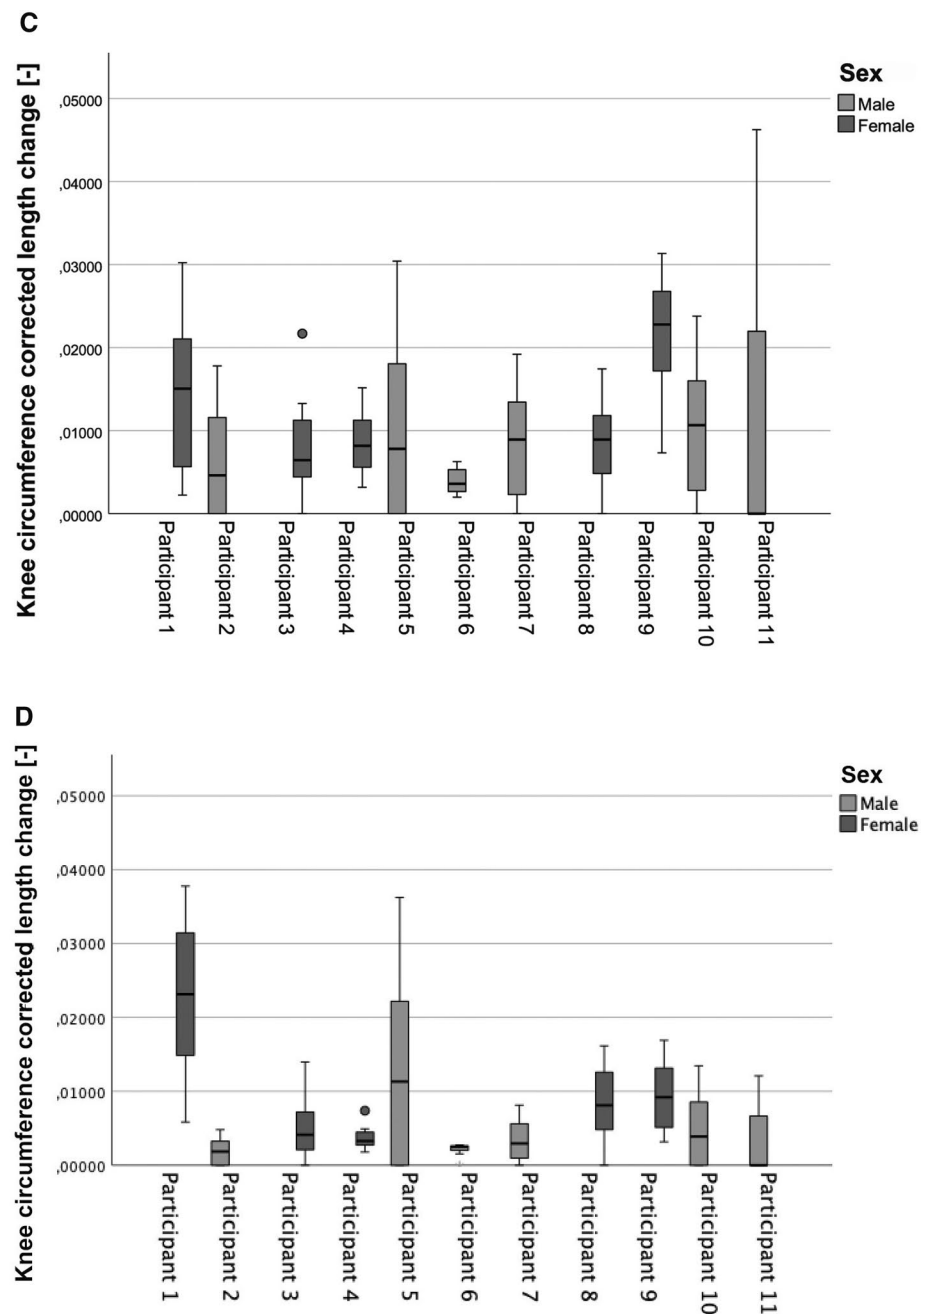 C
Knee circumference corrected length change [-]
,05000
,04000
,03000
,02000
,01000
,00000
Sex
Male
Female
Participant 1
Participant 2
Participant 3
Participant 4
Participant 5
Participant 6
Participant 7
Participant 8
Participant 9
Participant 10
Participant 11
D
Knee circumference corrected length change [-]
,05000
,04000
,03000
,02000
,01000
,00000
Sex
Male
Female
Participant 1
Participant 2
Participant 3
Participant 4
Participant 5
Participant 6
Participant 7
Participant 8
Participant 9
Participant 10
Participant 11